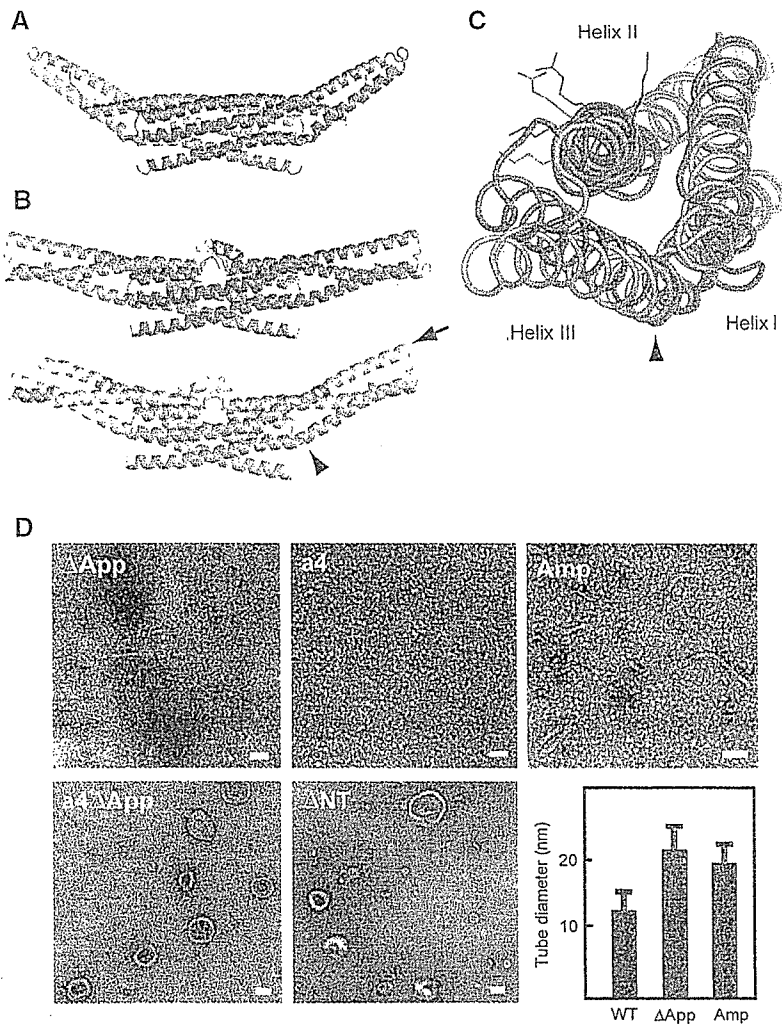 A
C
Helix II
B
Helix III
Helix I
D
ΔApp
a4
Amp
a4ΔApp
ΔNT
Tube diameter (nm)
20
10
WT ΔApp Amp